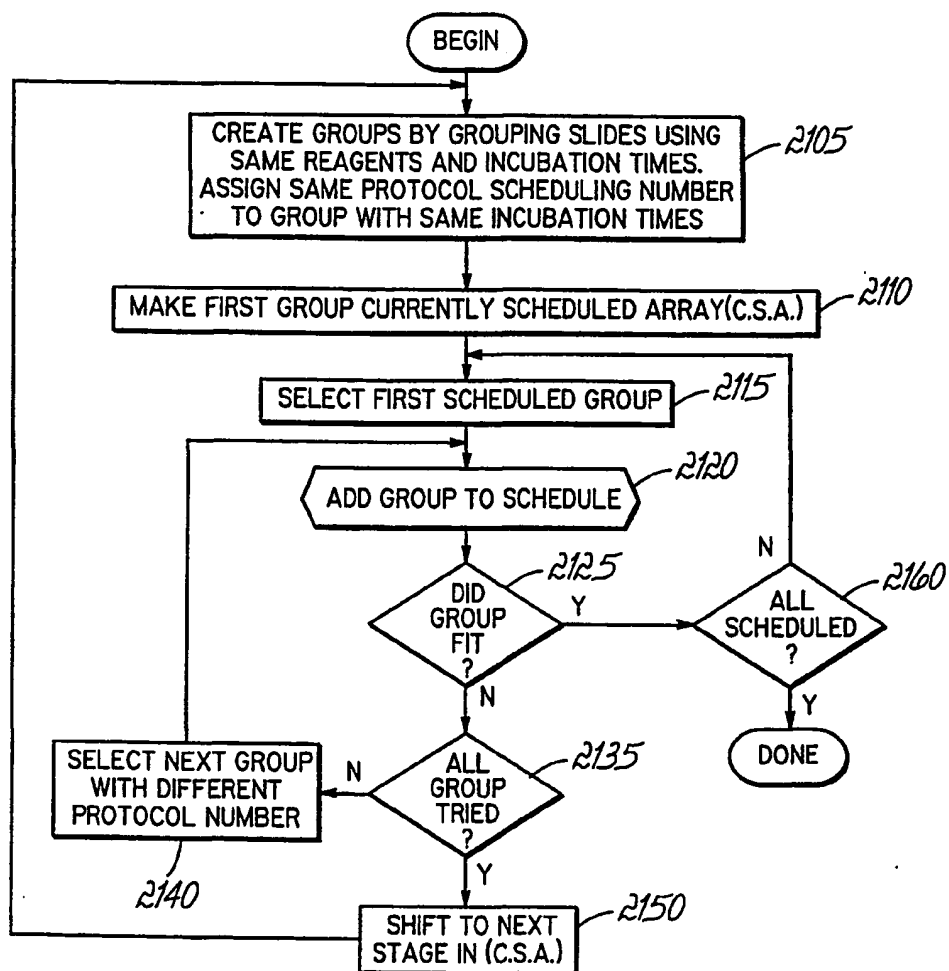 BEGIN
CREATE GROUPS BY GROUPING SLIDES USING
SAME REAGENTS AND INCUBATION TIMES.
ASSIGN SAME PROTOCOL SCHEDULING NUMBER
TO GROUP WITH SAME INCUBATION TIMES
2105
MAKE FIRST GROUP CURRENTLY SCHEDULED ARRAY(C.S.A.)
2110
SELECT FIRST SCHEDULED GROUP
2115
ADD GROUP TO SCHEDULE
2120
DID
GROUP
FIT
?
2125
Y
N
ALL
SCHEDULED
?
2160
N
Y
DONE
ALL
GROUP
TRIED
?
2135
N
Y
SELECT NEXT GROUP
WITH DIFFERENT
PROTOCOL NUMBER
2140
SHIFT TO NEXT
STAGE IN (C.S.A.)
2150